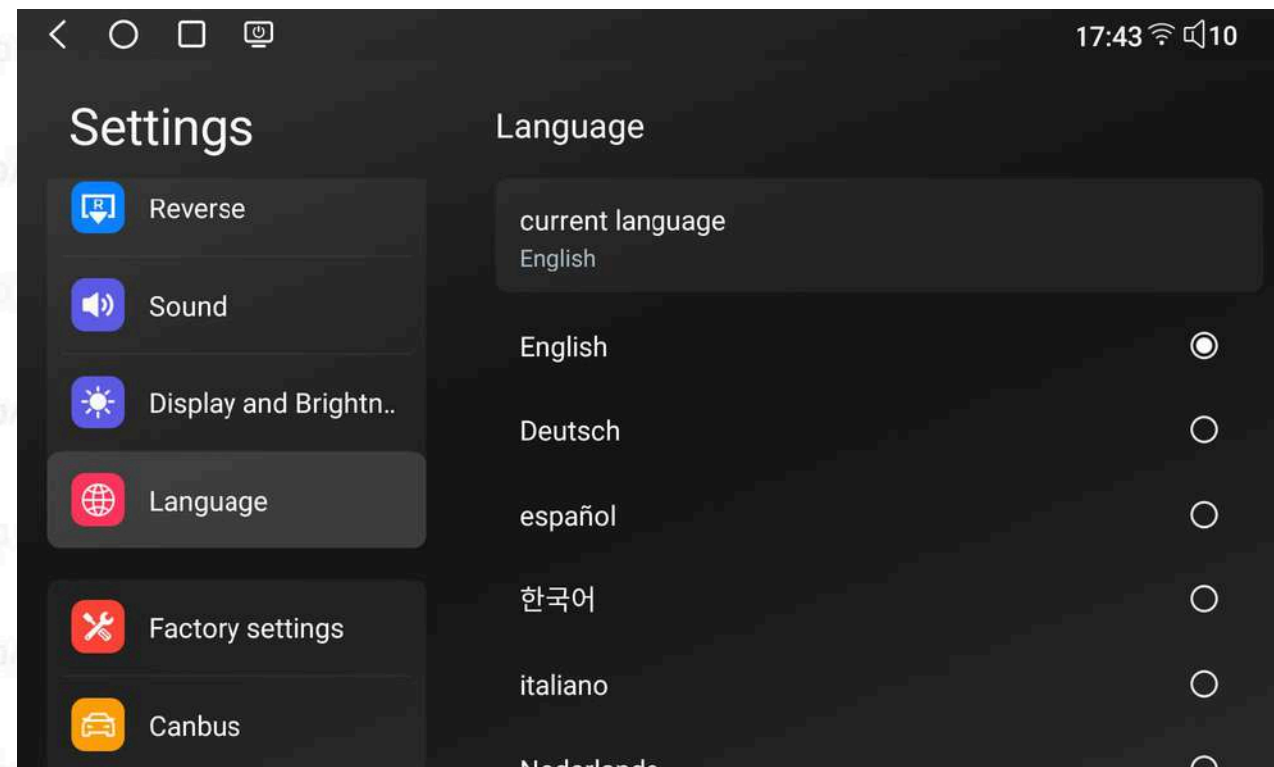 17:43 10
Settings
Reverse
Sound
Display and Brightn..
Language
Factory settings
Canbus
Language
current language
English
English
Deutsch
español
한국어
italiano